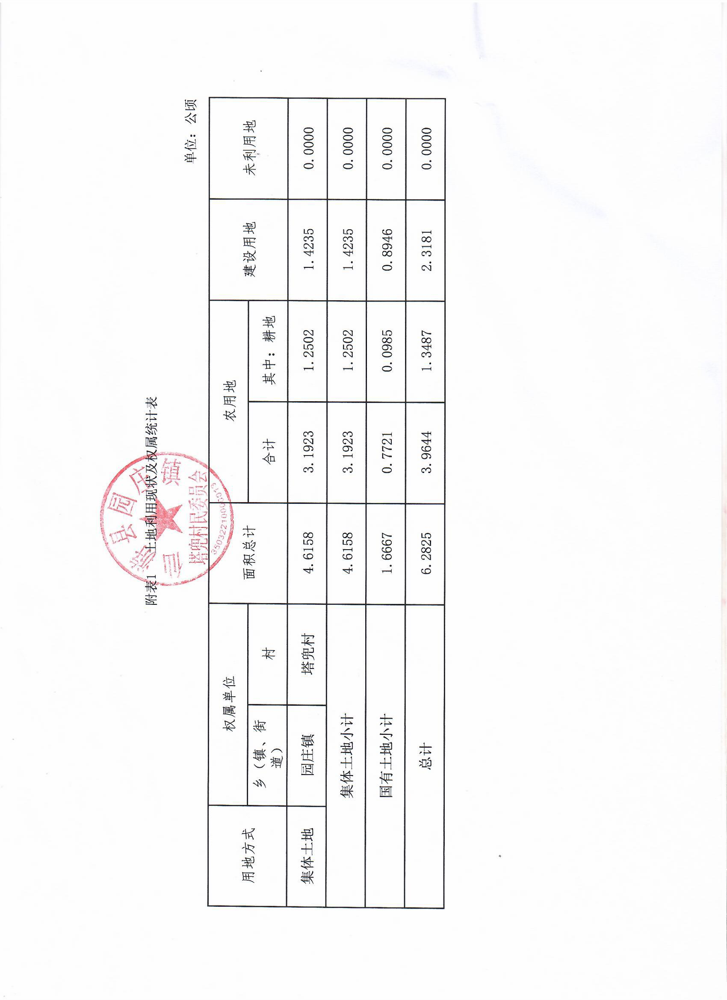 附表1 土地利用现状及权属统计表
仙游县园庄镇
塔兜村民委员会
单位：公顷
用地方式 权属单位 面积总计 农用地 建设用地 未利用地
乡（镇、街道） 村 合计 其中：耕地
集体土地 园庄镇 塔兜村 4.6158 3.1923 1.2502 1.4235 0.0000
集体土地小计 4.6158 3.1923 1.2502 1.4235 0.0000
国有土地小计 1.6667 0.7721 0.0985 0.8946 0.0000
总计 6.2825 3.9644 1.3487 2.3181 0.0000